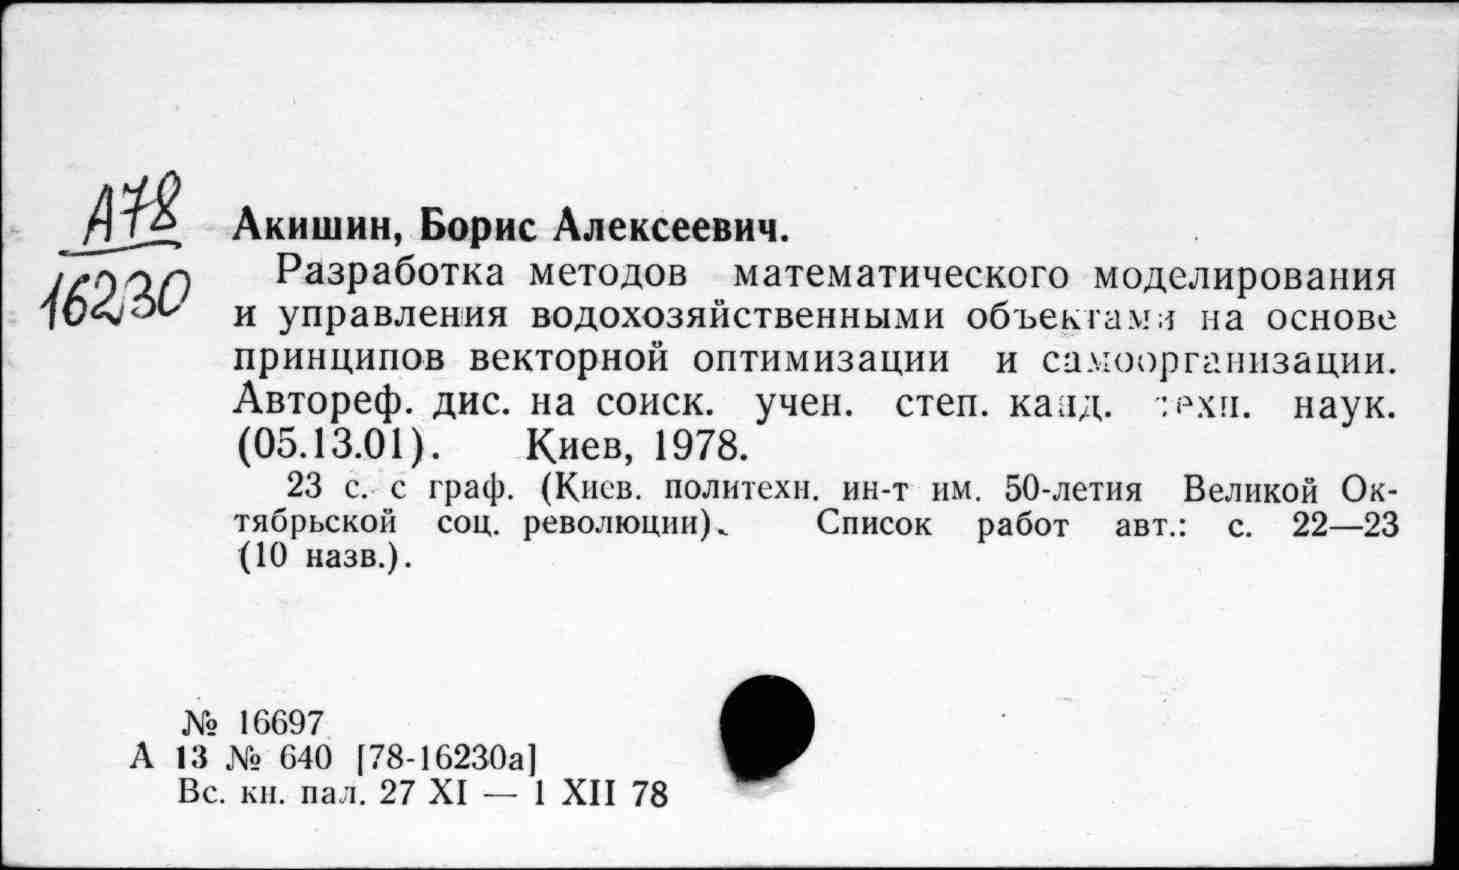 А78
16230
Акишин, Борис Алексеевич.
Разработка методов математического моделирования
и управления водохозяйственными объектами на основе
принципов векторной оптимизации и самоорганизации.
Автореф. дис. на соиск. учен. степ. канд. техн. наук.
(05.13.01). Киев, 1978.
23 с. с граф. (Киев. политехн. ин-т им. 50-летия Великой Ок-
тябрьской соц. революции). Список работ авт.: с. 22—23
(10 назв.).
№ 16697
А 13 № 640 [78-16230а]
Вс. кн. пал. 27 XI — 1 XII 78